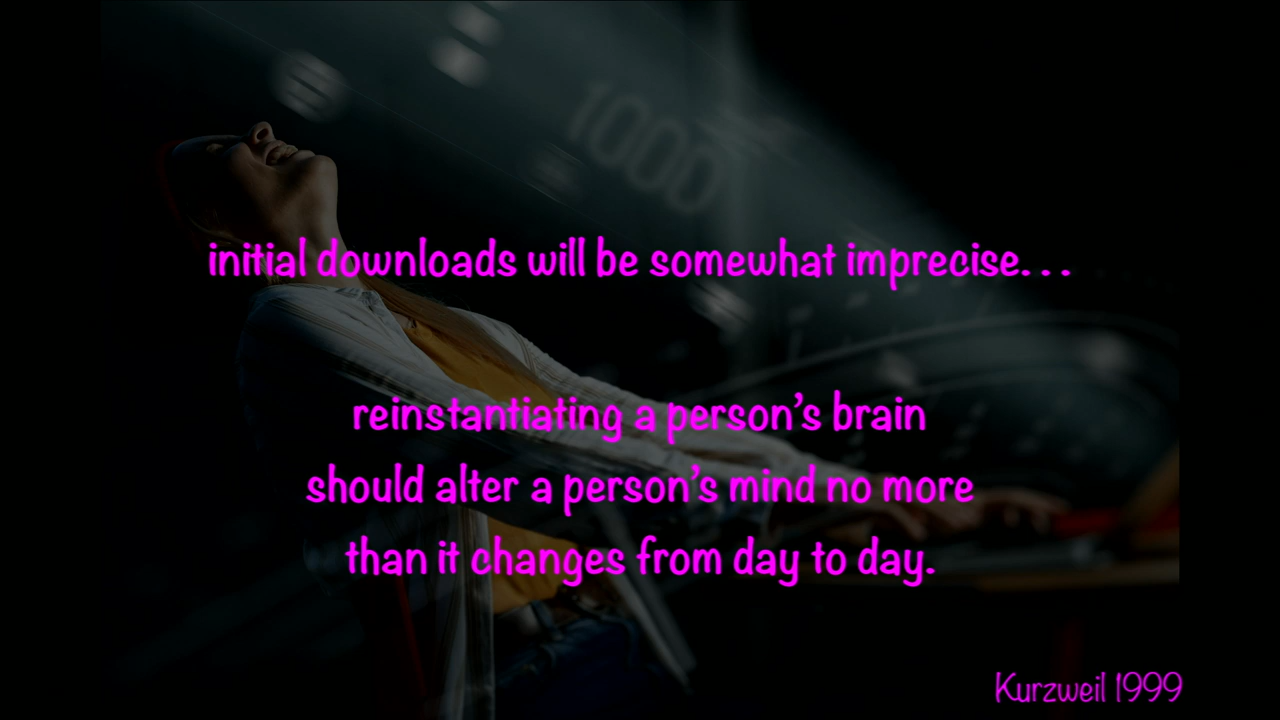 1000
initial downloads will be somewhat imprecise. . .
reinstantiating a person’s brain
should alter a person’s mind no more
than it changes from day to day.
Kurzweil 1999